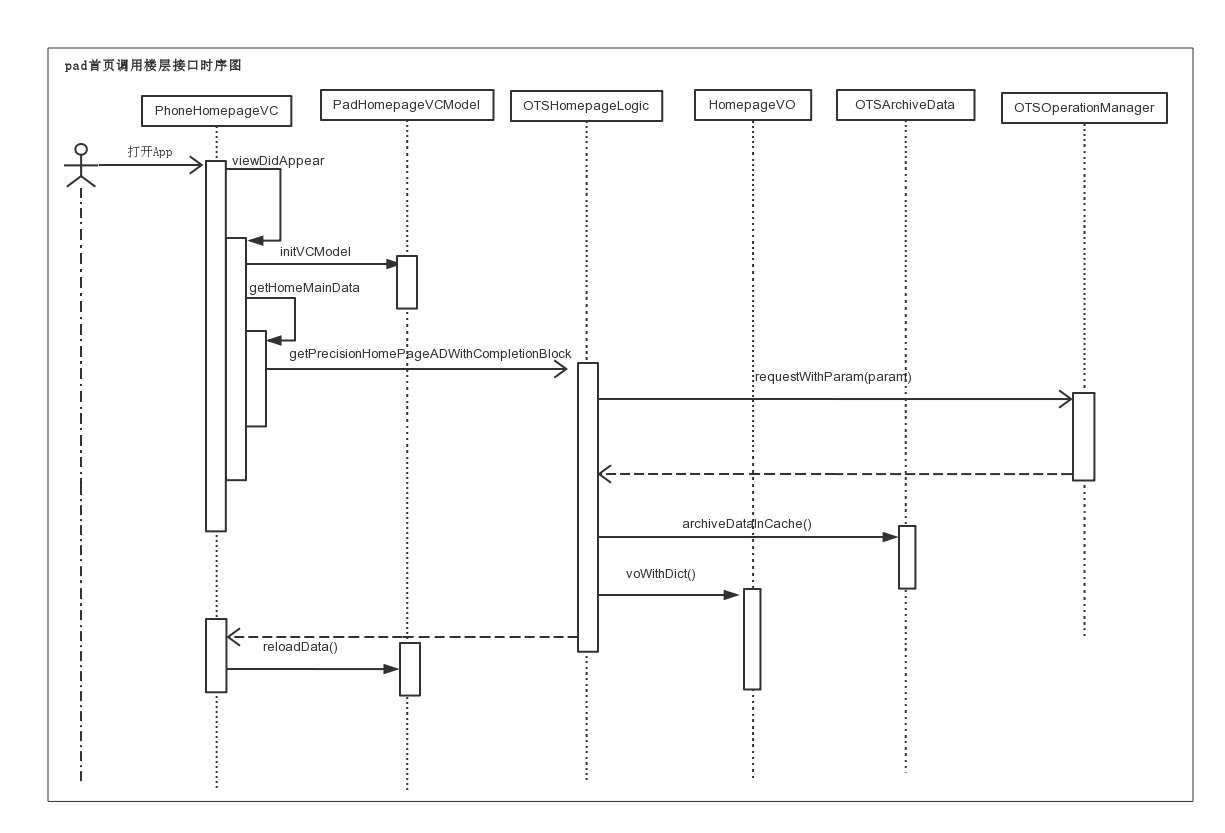 pad首页调用楼层接口时序图
PhoneHomepageVC
PadHomepageVCModel
OTSHomepageLogic
HomepageVO
OTSArchiveData
OTSOperationManager
打开App
viewDidAppear
initVCModel
getHomeMainData
getPrecisionHomePageADWithCompletionBlock
requestWithParam(param)
archiveDataInCache()
voWithDict()
reloadData()